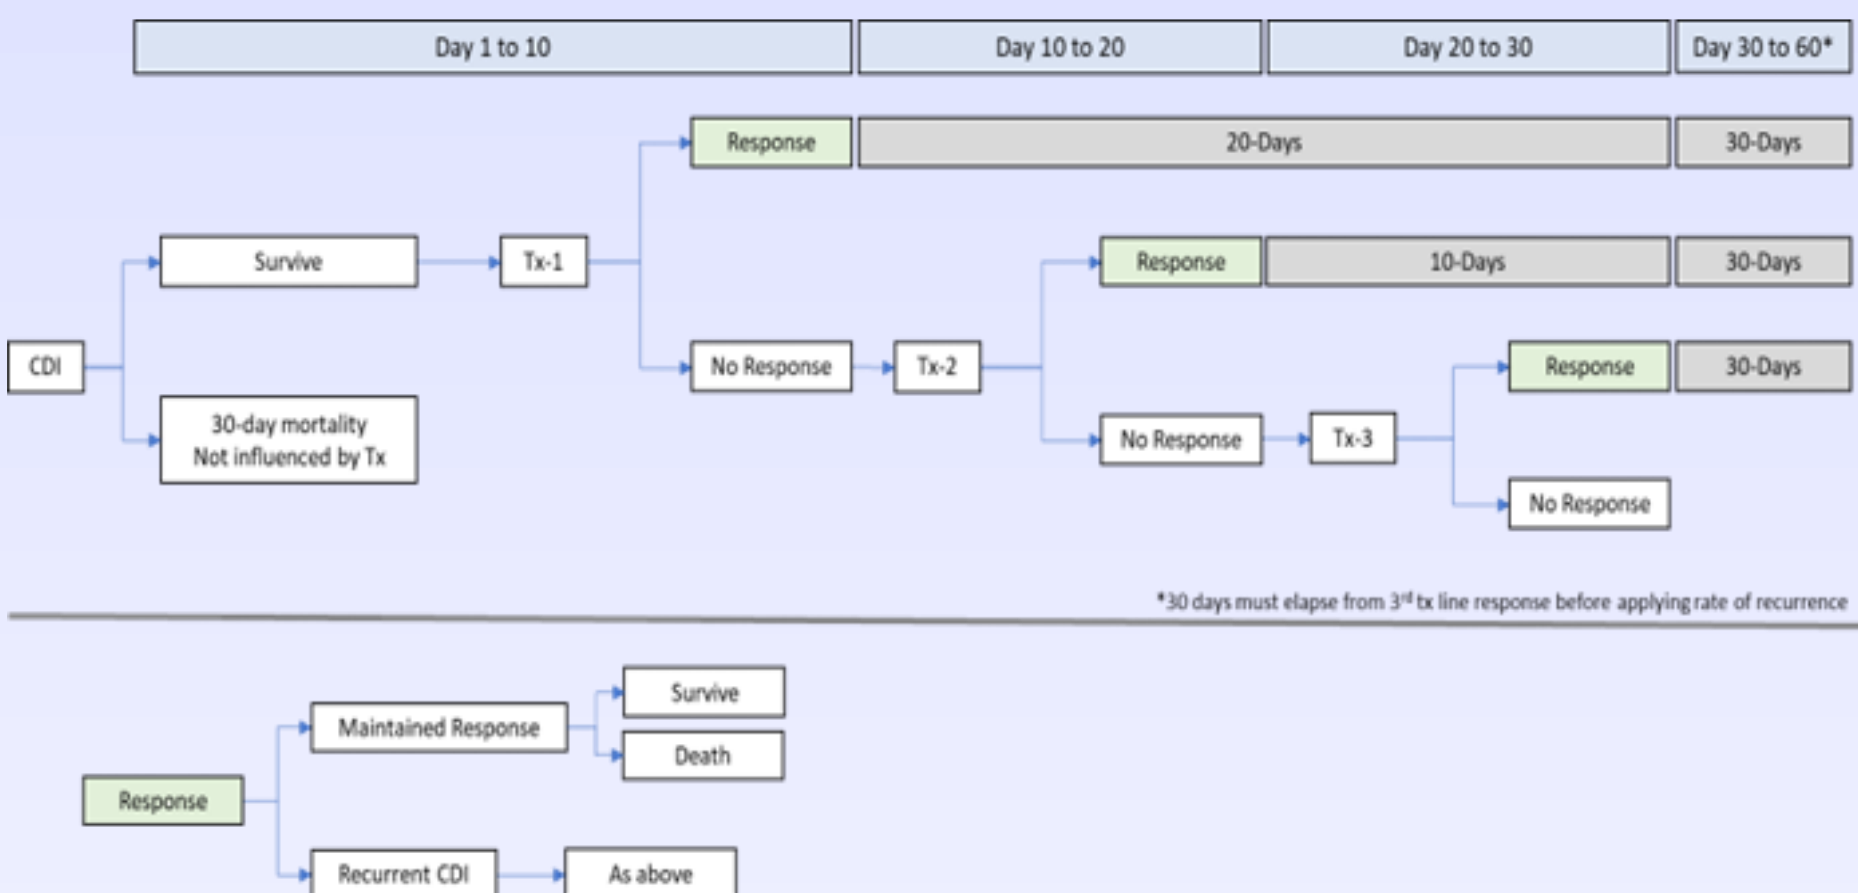 Day 1 to 10
Day 10 to 20
Day 20 to 30
Day 30 to 60*
Response
20-Days
30-Days
Survive
Tx-1
Response
10-Days
30-Days
CDI
No Response
Tx-2
Response
30-Days
30-day mortality
Not influenced by Tx
No Response
Tx-3
No Response
*30 days must elapse from 3rd tx line response before applying rate of recurrence
Survive
Maintained Response
Death
Response
Recurrent CDI
As above